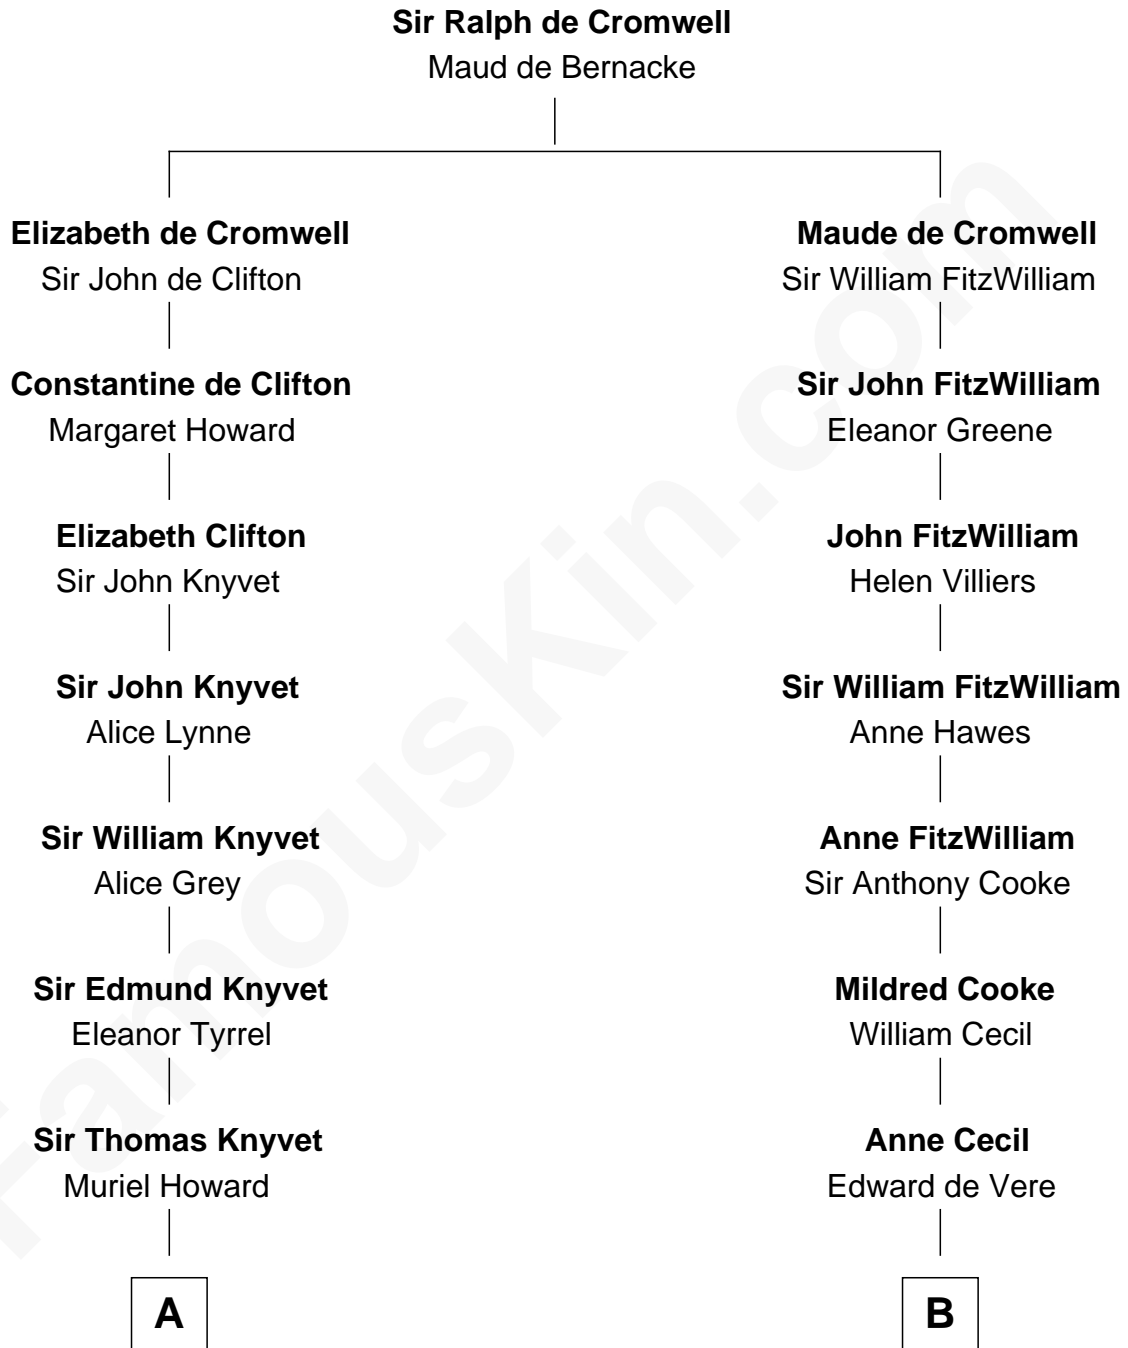 Sir Ralph de Cromwell
Maud de Bernacke
Elizabeth de Cromwell
Sir John de Clifton
Constantine de Clifton
Margaret Howard
Elizabeth Clifton
Sir John Knyvet
Sir John Knyvet
Alice Lynne
Sir William Knyvet
Alice Grey
Sir Edmund Knyvet
Eleanor Tyrrel
Sir Thomas Knyvet
Muriel Howard
A
Maude de Cromwell
Sir William FitzWilliam
Sir John FitzWilliam
Eleanor Greene
John FitzWilliam
Helen Villiers
Sir William FitzWilliam
Anne Hawes
Anne FitzWilliam
Sir Anthony Cooke
Mildred Cooke
William Cecil
Anne Cecil
Edward de Vere
B
FamousKin.com